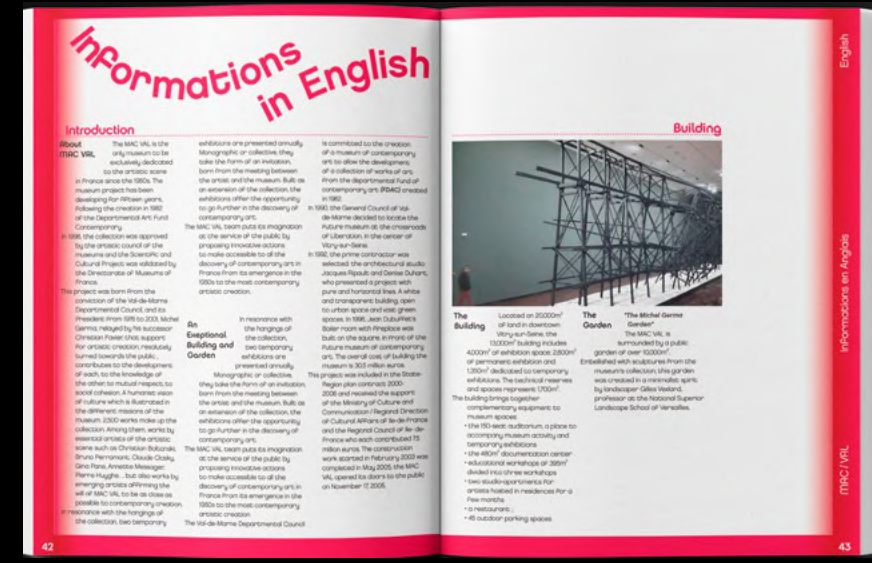 Informations
in English
Introduction
About
MAC VAL
The MAC VAL is the
only museum to be
exclusively dedicated
to the artistic scene
in France since the 1950s. The
museum project has been
developing for fifteen years,
following the creation in 1982
of the Departmental Art Fund
Contemporary.
In 1998, the collection was approved
by the artistic council of the
museums and the Scientific and
Cultural Project was validated by
the Directorate of Museums of
France.
This project was born from the
conviction of the Val-de-Marne
Departmental Council, and its
President from 1976 to 2001, Michel
Germa, relayed by his successor
Christian Favier, that support
for artistic creation, resolutely
turned towards the public,
contributes to the development
of each, to the knowledge of
the other, to mutual respect, to
social cohesion. A humanist vision
of culture which is illustrated in
the different missions of the
museum. 2,500 works make up the
collection. Among them, works by
essential artists of the artistic
scene such as Christian Boltanski,
Bruno Perramant, Claude Closky,
Gina Pane, Annette Messager,
Pierre Huyghe... but also works by
emerging artists affirming the
will of MAC VAL to be as close as
possible to contemporary creation.
In resonance with the hangings of
the collection, two temporary
exhibitions are presented annually.
Monographic or collective, they
take the form of an invitation,
born from the meeting between
the artist and the museum. Built as
an extension of the collection, the
exhibitions offer the opportunity
to go further in the discovery of
contemporary art.
The MAC VAL team puts its imagination
at the service of the public by
proposing innovative actions
to make accessible to all the
discovery of contemporary art in
France from its emergence in the
1950s to the most contemporary
artistic creation.
An
Exeptional
Building and
Garden
In resonance with
the hangings of
the collection,
two temporary
exhibitions are
presented annually.
Monographic or collective,
they take the form of an invitation,
born from the meeting between
the artist and the museum. Built as
an extension of the collection, the
exhibitions offer the opportunity
to go further in the discovery of
contemporary art.
The MAC VAL team puts its imagination
at the service of the public by
proposing innovative actions
to make accessible to all the
discovery of contemporary art in
France from its emergence in the
1950s to the most contemporary
artistic creation.
The Val-de-Marne Departmental Council
is committed to the creation
of a museum of contemporary
art to allow the development
of a collection of works of art
from the departmental fund of
contemporary art (FDAC) created
in 1982.
In 1990, the General Council of Val-
de-Marne decided to locate the
future museum at the crossroads
of Liberation, in the center of
Vitry-sur-Seine.
In 1992, the prime contractor was
selected: the architectural studio
Jacques Ripault and Denise Duhart,
who presented a project with
pure and horizontal lines. A white
and transparent building, open
to urban space and vast green
spaces. In 1996, Jean Dubuffet's
Boiler room with fireplace was
built on the square, in front of the
future museum of contemporary
art. The overall cost of building the
museum is 30.5 million euros.
This project was included in the State-
Region plan contract 2000-
2006 and received the support
of the Ministry of Culture and
Communication / Regional Direction
of Cultural Affairs of Ile-de-France
and the Regional Council of Ile-de-
France who each contributed 7.5
million euros. The construction
work started in February 2003 was
completed in May 2005, the MAC
VAL opened its doors to the public
on November 17, 2005.
42
Building
The
Building
Located on 20,000m²
of land in downtown
Vitry-sur-Seine, the
13,000m² building includes
4,000m² of exhibition space: 2,600m²
of permanent exhibition and
1,350m² dedicated to temporary
exhibitions. The technical reserves
and spaces represent 1,700m².
The building brings together
complementary equipment to
museum spaces:
• the 150-seat auditorium, a place to
accompany museum activity and
temporary exhibitions
• the 480m² documentation center
• educational workshops of 395m²
divided into three workshops
• two studio-apartments for
artists hosted in residences for a
few months
• a restaurant ;
• 45 outdoor parking spaces.
The
Garden
"The Michel Germa
Garden"
The MAC VAL is
surrounded by a public
garden of over 10,000m².
Embellished with sculptures from the
museum's collection, this garden
was created in a minimalist spirit
by landscaper Gilles Vexlard,
professor at the National Superior
Landscape School of Versailles.
English
Informations en Anglais
MAC / VAL
43